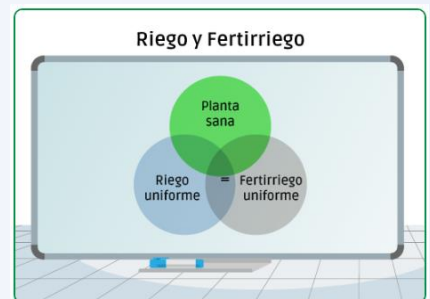 Riego y Fertirriego
Planta
sana
Riego
uniforme
=
Fertirriego
uniforme